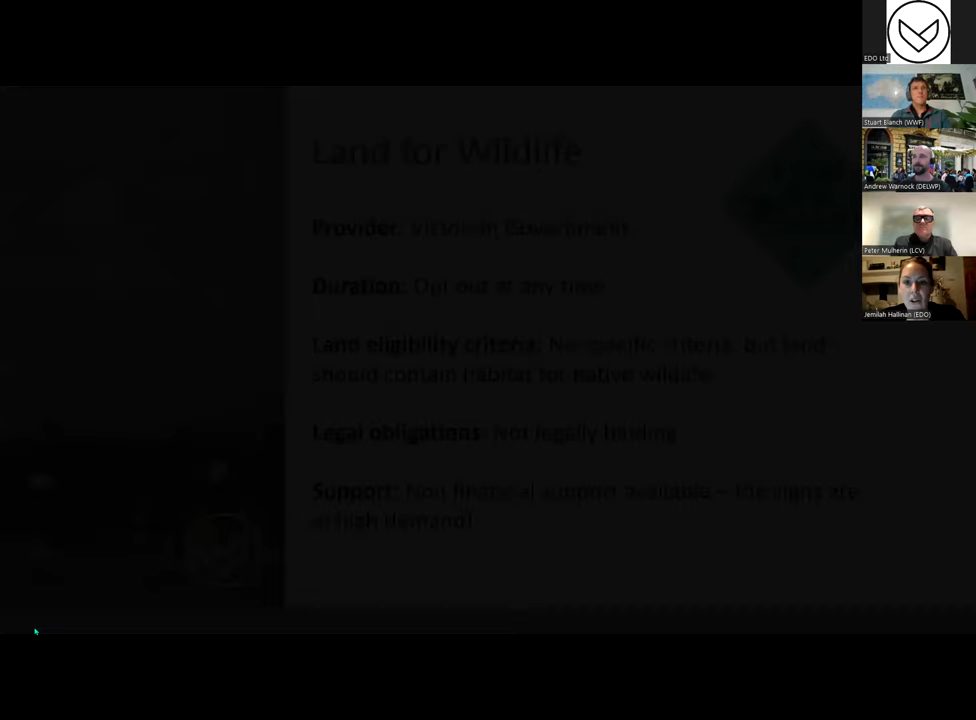 EDO Ltd
Stuart Blanch (WWF)
Andrew Warnock (DELWP)
Peter Mulherin (LCV)
Jemilah Hallinan (EDO)
Land for Wildlife
Provider: Victorian Government
Duration: Opt out at any time
Land eligibility criteria: No specific criteria, but land
should contain habitat for native wildlife
Legal obligations: Not legally binding
Support: Non financial support available – the signs are
in high demand!